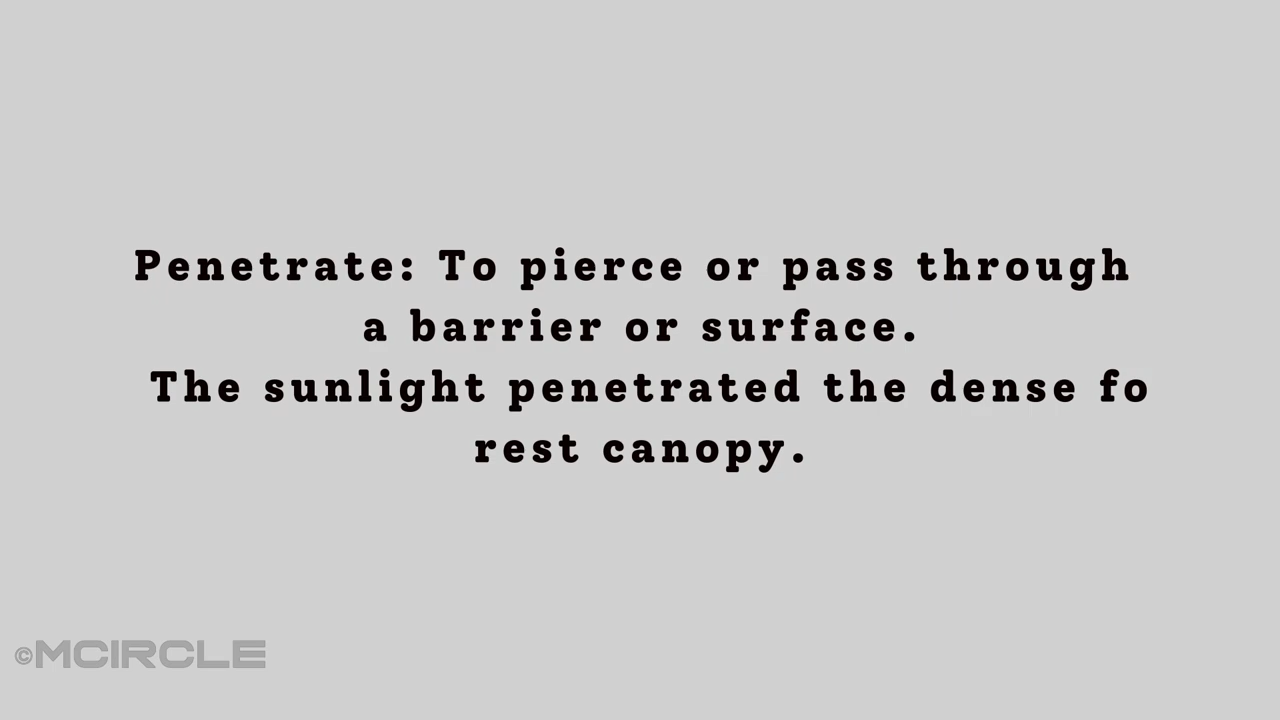 Penetrate: To pierce or pass through
a barrier or surface.
The sunlight penetrated the dense fo
rest canopy.
©MCIRCLE